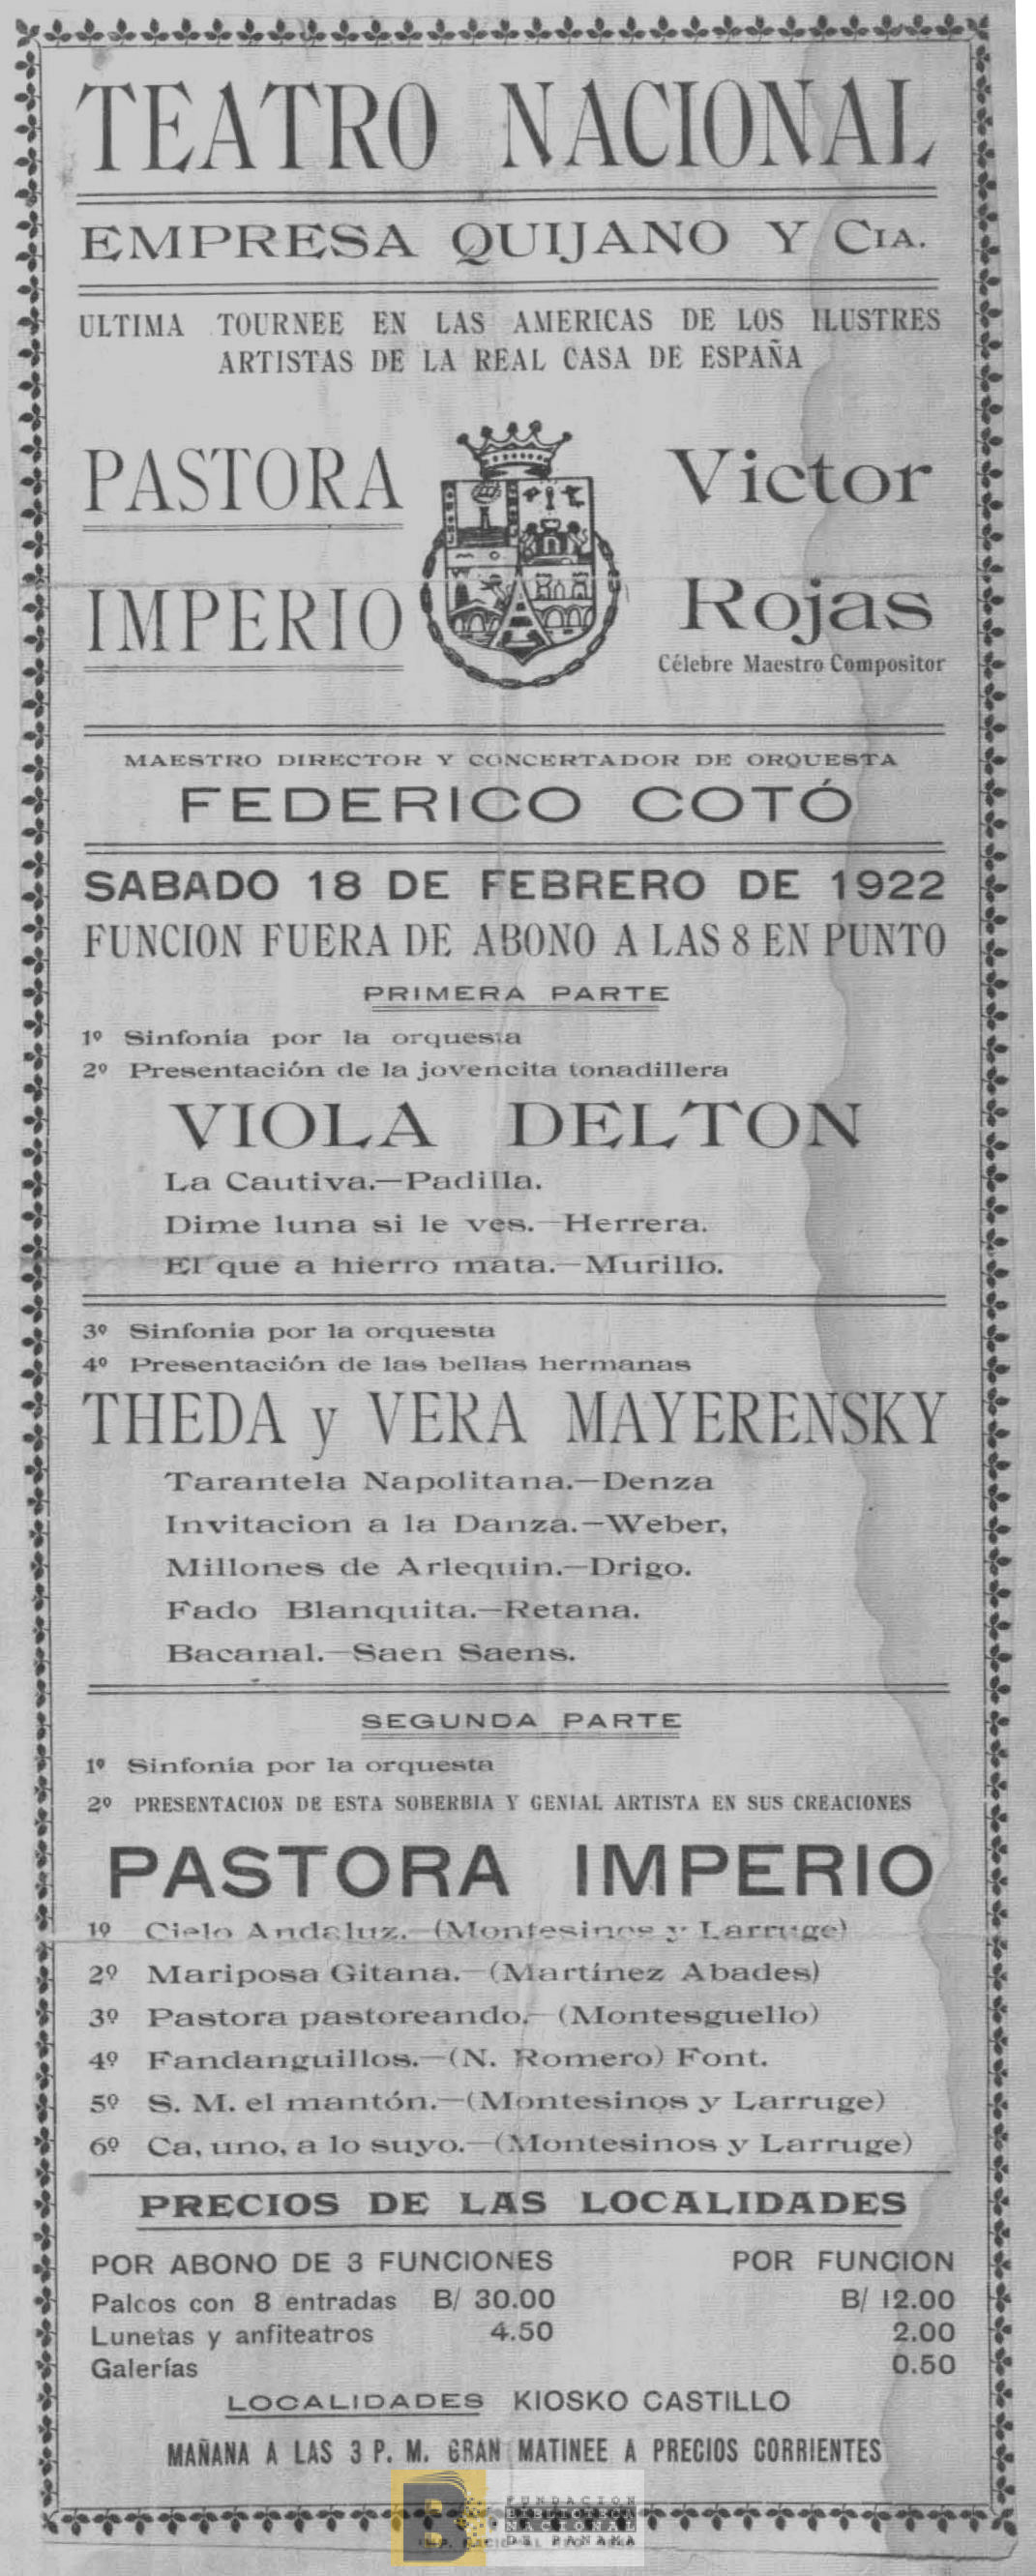 TEATRO NACIONAL
EMPRESA QUIJANO Y CIA.
ULTIMA TOURNEE EN LAS AMERICAS DE LOS ILUSTRES
ARTISTAS DE LA REAL CASA DE ESPAÑA
PASTORA
IMPERIO
Victor
Rojas
Célebre Maestro Compositor
MAESTRO DIRECTOR Y CONCERTADOR DE ORQUESTA
FEDERICO COTÓ
SABADO 18 DE FEBRERO DE 1922
FUNCION FUERA DE ABONO A LAS 8 EN PUNTO
PRIMERA PARTE
1º Sinfonía por la orquesta
2º Presentación de la jovencita tonadillera
VIOLA DELTON
La Cautiva.—Padilla.
Dime luna si le ves.—Herrera.
El que a hierro mata.—Murillo.
3º Sinfonia por la orquesta
4º Presentación de las bellas hermanas
THEDA y VERA MAYERENSKY
Tarantela Napolitana.—Denza
Invitacion a la Danza.—Weber,
Millones de Arlequin.—Drigo.
Fado Blanquita.—Retana.
Bacanal.—Saen Saens.
SEGUNDA PARTE
1º Sinfonia por la orquesta
2º PRESENTACION DE ESTA SOBERBIA Y GENIAL ARTISTA EN SUS CREACIONES
PASTORA IMPERIO
1º Cielo Andaluz.—(Montesinos y Larruge)
2º Mariposa Gitana.—(Martínez Abades)
3º Pastora pastoreando.—(Montesguello)
4º Fandanguillos.—(N. Romero) Font.
5º S. M. el mantón.—(Montesinos y Larruge)
6º Ca, uno, a lo suyo.—(Montesinos y Larruge)
PRECIOS DE LAS LOCALIDADES
POR ABONO DE 3 FUNCIONES POR FUNCION
Palcos con 8 entradas B/ 30.00 B/ 12.00
Lunetas y anfiteatros 4.50 2.00
Galerías 0.50
LOCALIDADES KIOSKO CASTILLO
MAÑANA A LAS 3 P. M. GRAN MATINEE A PRECIOS CORRIENTES
B
FUNDACION
BIBLIOTECA
NACIONAL
DE PANAMA